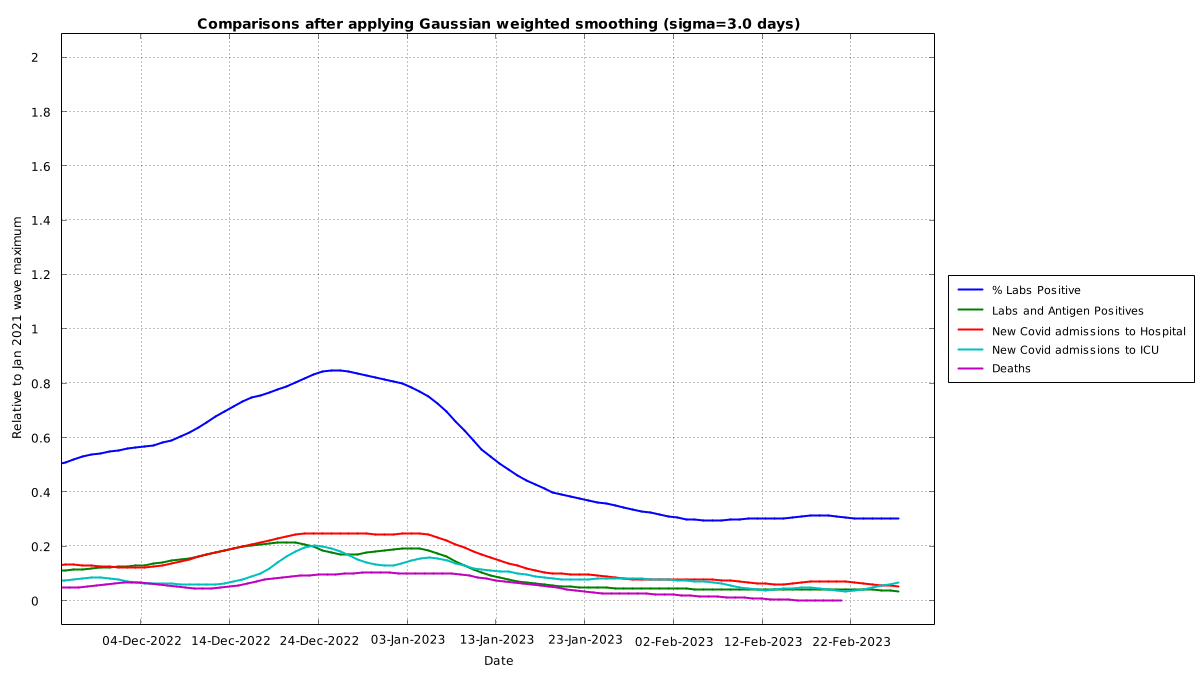 Comparisons after applying Gaussian weighted smoothing (sigma=3.0 days)
Relative to Jan 2021 wave maximum
2
1.8
1.6
1.4
1.2
1
0.8
0.6
0.4
0.2
0
04-Dec-2022 14-Dec-2022 24-Dec-2022 03-Jan-2023 13-Jan-2023 23-Jan-2023 02-Feb-2023 12-Feb-2023 22-Feb-2023
Date
% Labs Positive
Labs and Antigen Positives
New Covid admissions to Hospital
New Covid admissions to ICU
Deaths